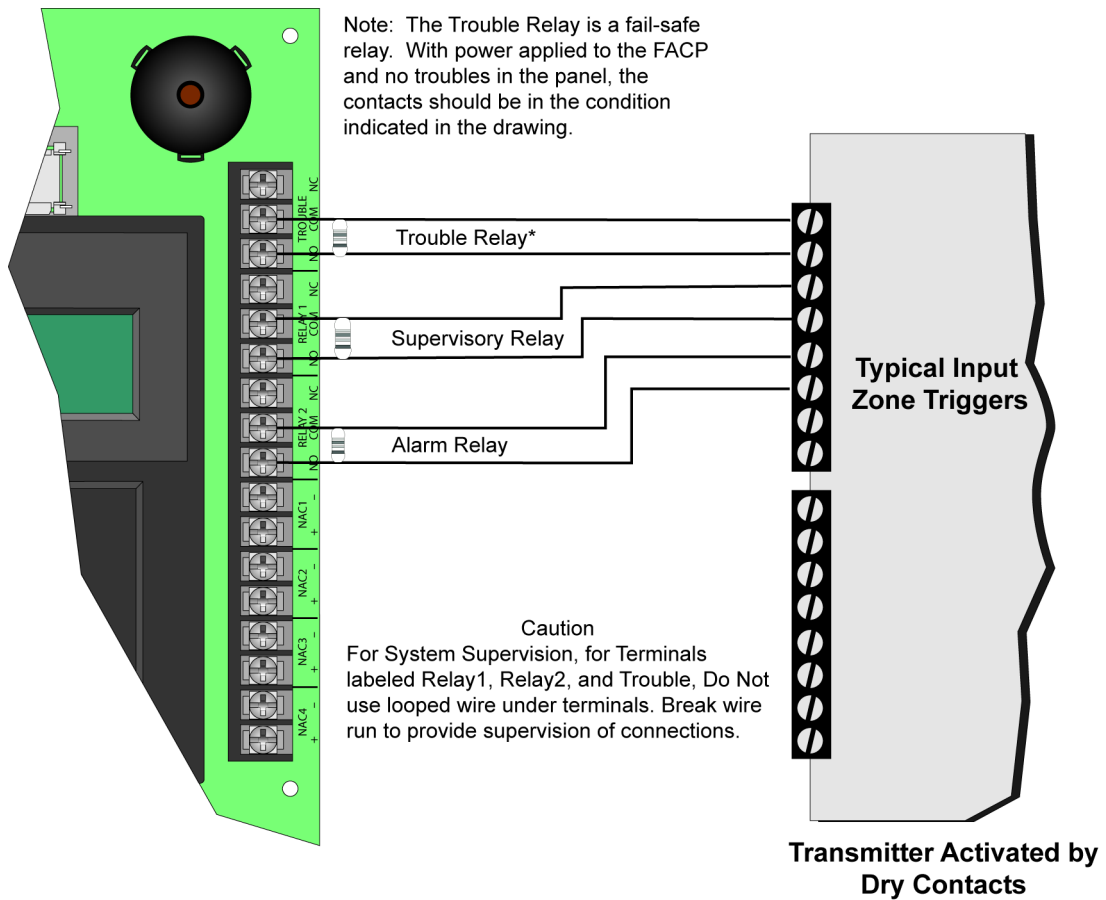 Note:  The Trouble Relay is a fail-safe
relay.  With power applied to the FACP
and no troubles in the panel, the
contacts should be in the condition
indicated in the drawing.
NC
TROUBLE
COM
NO
Trouble Relay*
NC
RELAY 1
COM
NO
Supervisory Relay
NC
RELAY 2
COM
NO
Alarm Relay
Typical Input
Zone Triggers
NAC1
–
+
NAC2
–
+
NAC3
–
+
NAC4
–
+
Caution
For System Supervision, for Terminals
labeled Relay1, Relay2, and Trouble, Do Not
use looped wire under terminals. Break wire
run to provide supervision of connections.
Transmitter Activated by
Dry Contacts